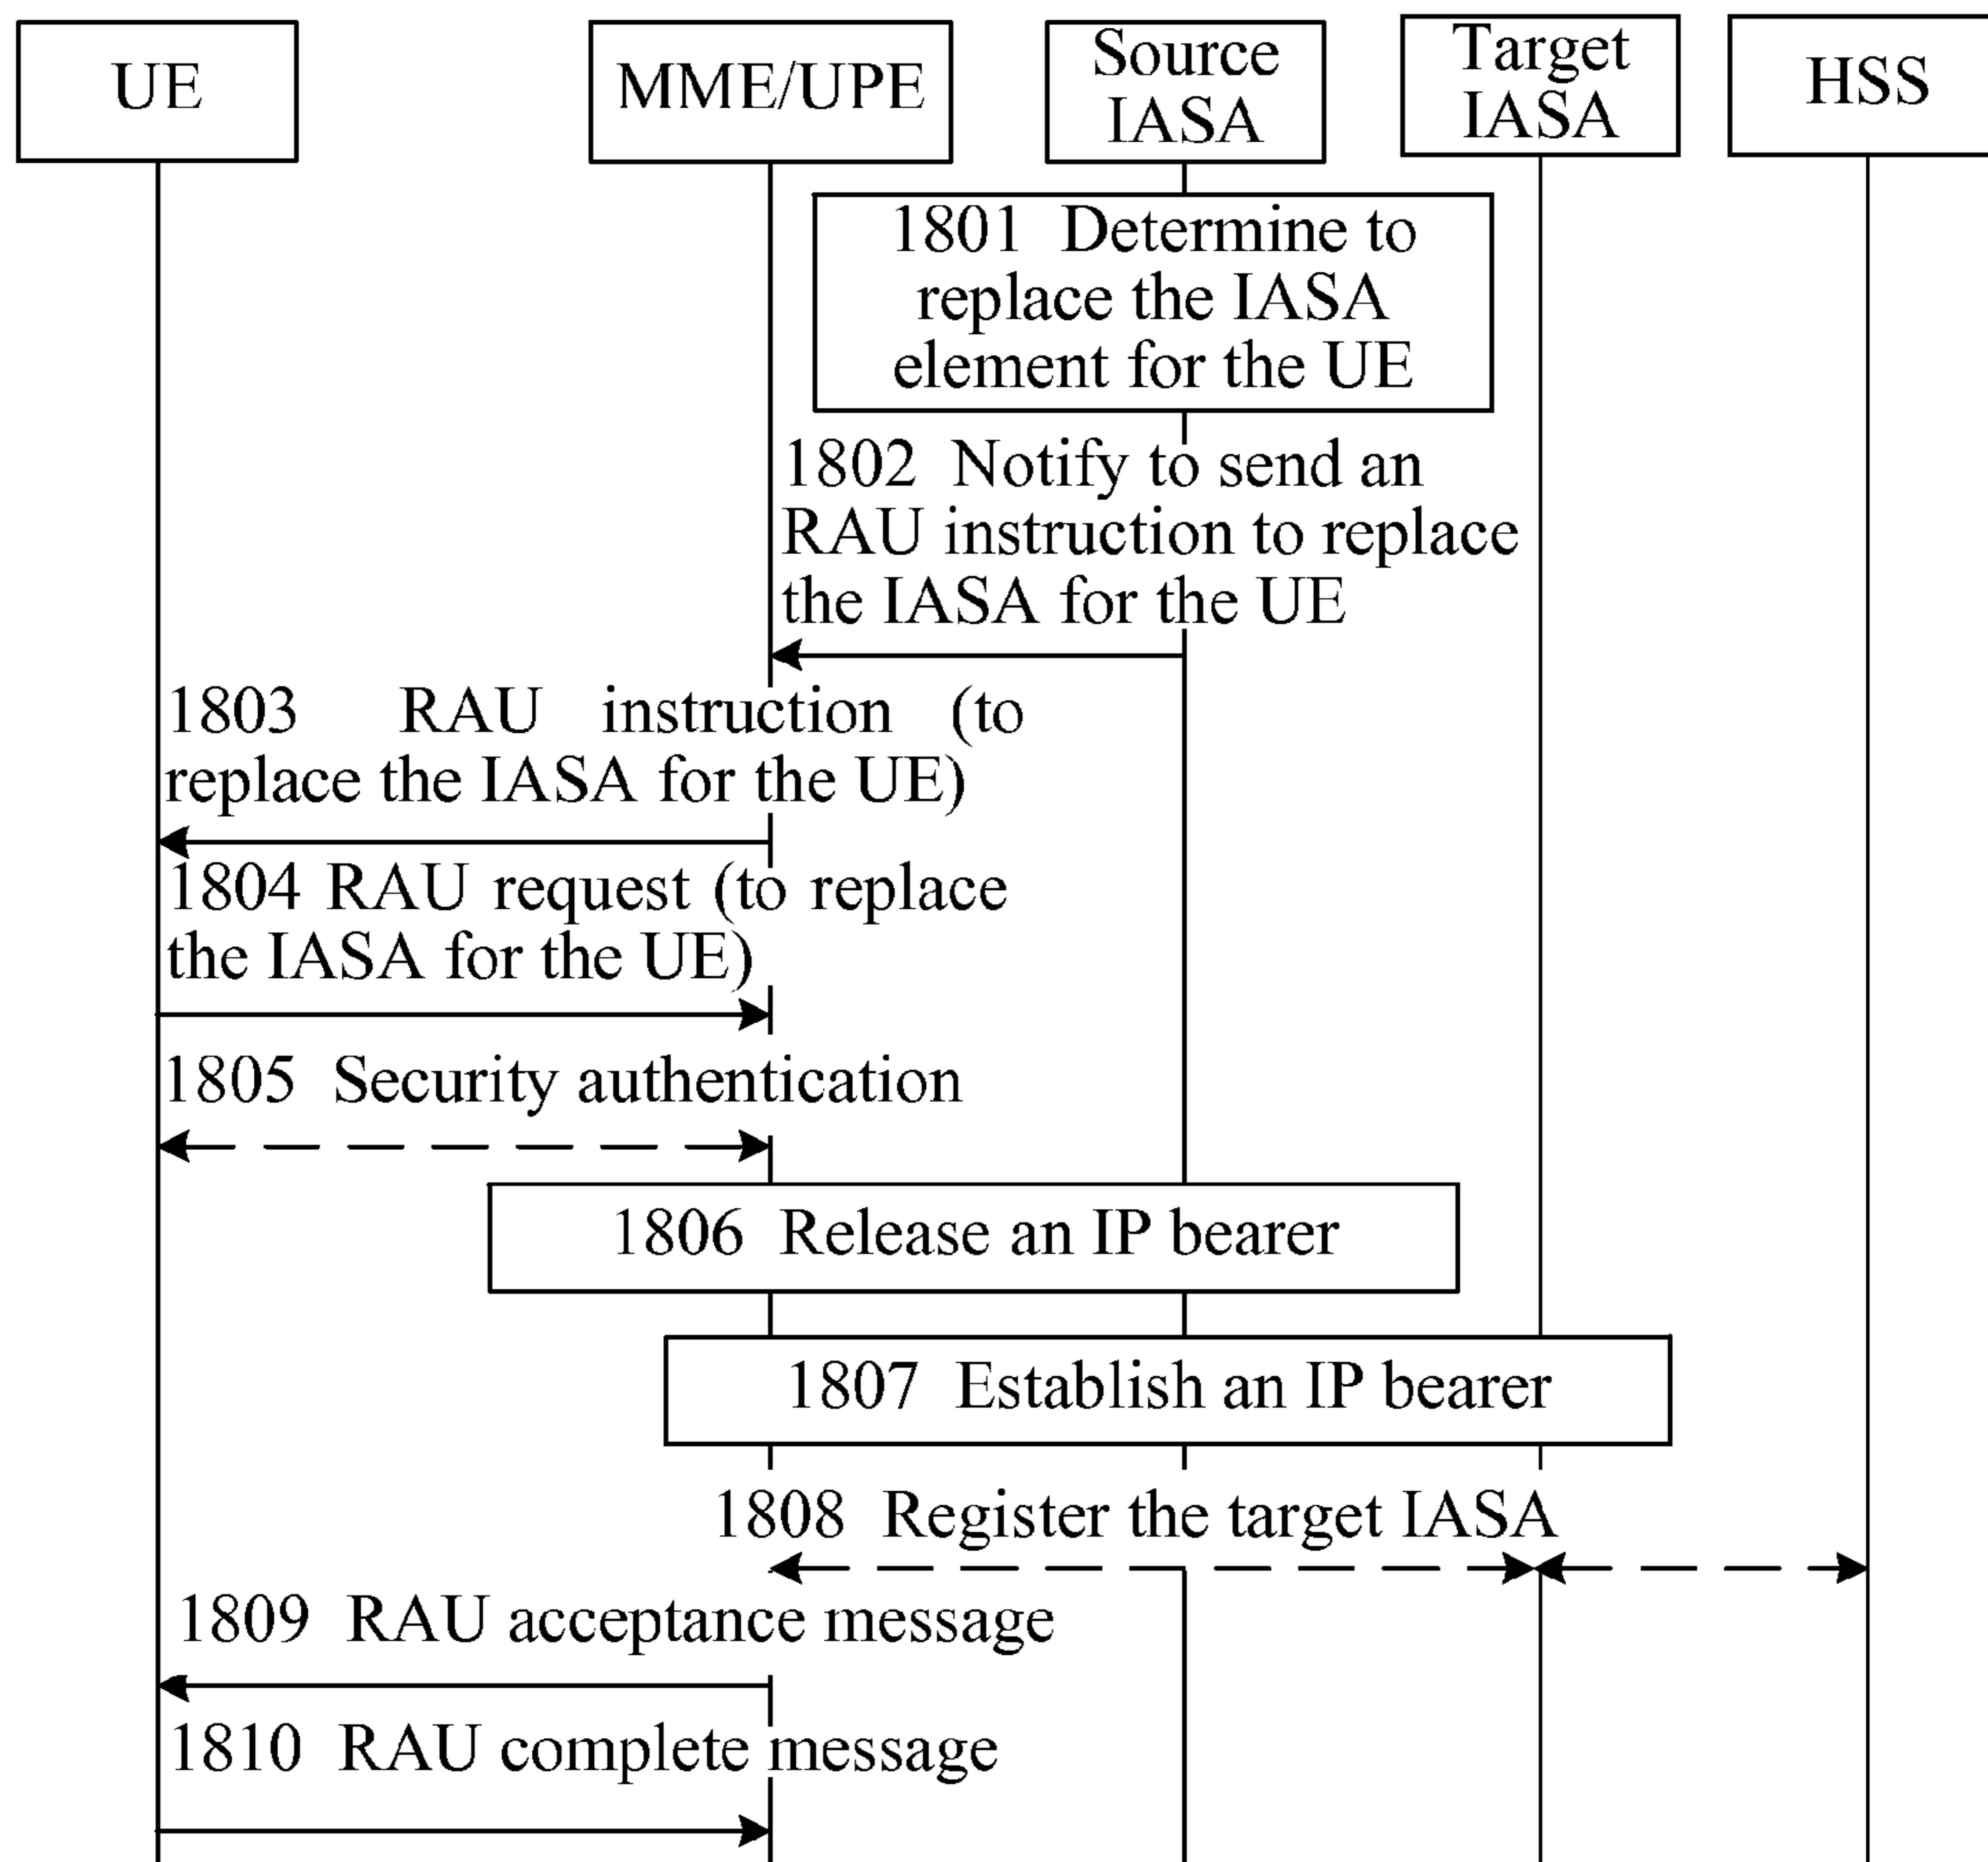 UE
MME/UPE
Source
IASA
Target
IASA
HSS
1801 Determine to
replace the IASA
element for the UE
1802 Notify to send an
RAU instruction to replace
the IASA for the UE
1803 RAU instruction (to
replace the IASA for the UE)
1804 RAU request (to replace
the IASA for the UE)
1805 Security authentication
1806 Release an IP bearer
1807 Establish an IP bearer
1808 Register the target IASA
1809 RAU acceptance message
1810 RAU complete message